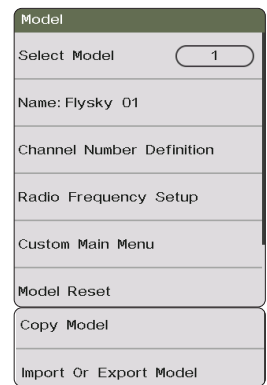 Model
Select Model 1
Name: Flysky 01
Channel Number Definition
Radio Frequency Setup
Custom Main Menu
Model Reset
Copy Model
Import Or Export Model